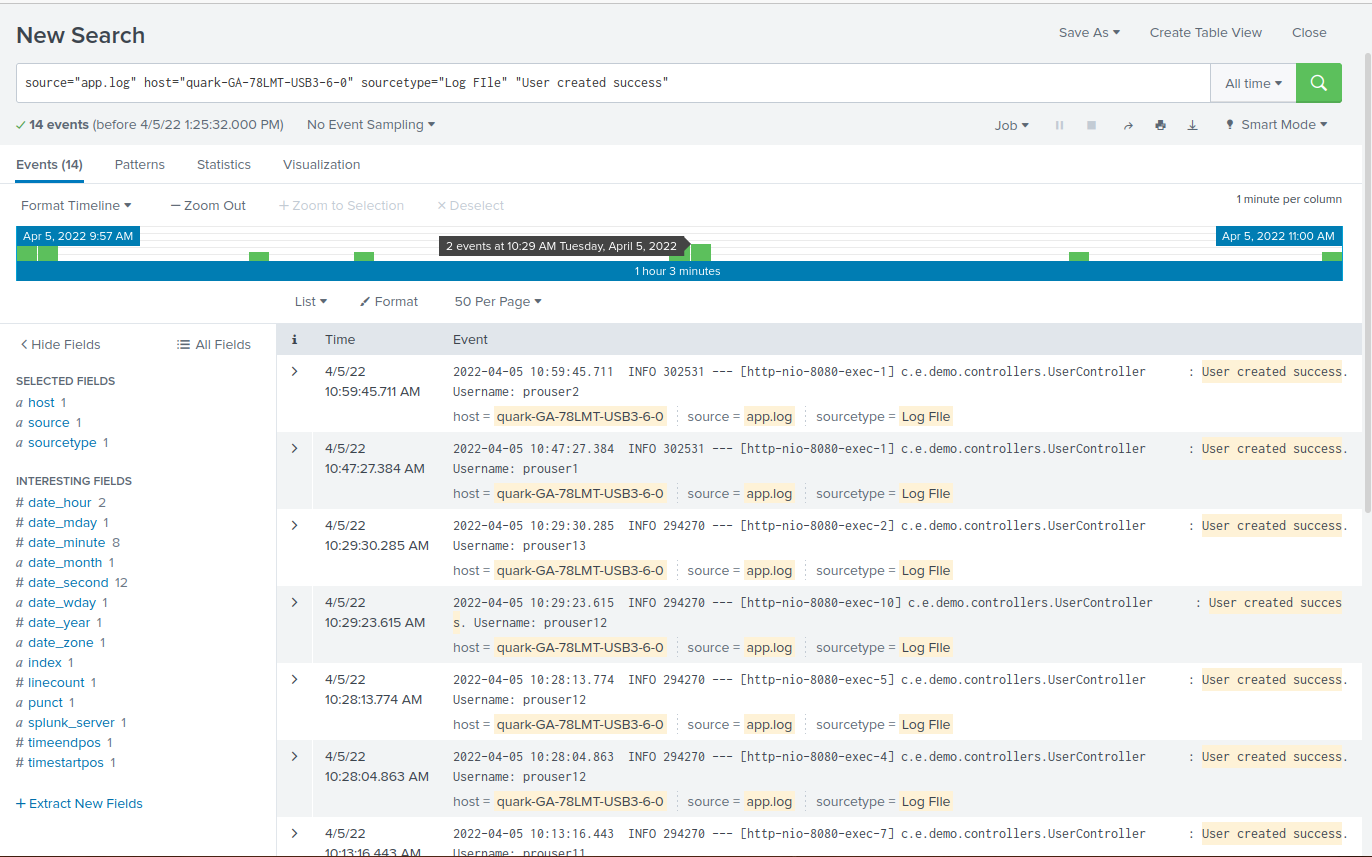 New Search
Save As
Create Table View
Close
source="app.log" host="quark-GA-78LMT-USB3-6-0" sourcetype="Log FIle" "User created success"
All time
14 events (before 4/5/22 1:25:32.000 PM)
No Event Sampling
Job
Smart Mode
Events (14)
Patterns
Statistics
Visualization
Format Timeline
— Zoom Out
+ Zoom to Selection
× Deselect
1 minute per column
Apr 5, 2022 9:57 AM
2 events at 10:29 AM Tuesday, April 5, 2022
Apr 5, 2022 11:00 AM
1 hour 3 minutes
List
Format
50 Per Page
< Hide Fields
All Fields
SELECTED FIELDS
a host 1
a source 1
a sourcetype 1
INTERESTING FIELDS
# date_hour 2
# date_mday 1
# date_minute 8
a date_month 1
# date_second 12
a date_wday 1
# date_year 1
a date_zone 1
a index 1
# linecount 1
a punct 1
a splunk_server 1
# timeendpos 1
# timestartpos 1
+ Extract New Fields
i
Time
Event
4/5/22
10:59:45.711 AM
2022-04-05 10:59:45.711 INFO 302531 --- [http-nio-8080-exec-1] c.e.demo.controllers.UserController : User created success.
Username: prouser2
host = quark-GA-78LMT-USB3-6-0 source = app.log sourcetype = Log FIle
4/5/22
10:47:27.384 AM
2022-04-05 10:47:27.384 INFO 302531 --- [http-nio-8080-exec-1] c.e.demo.controllers.UserController : User created success.
Username: prouser1
host = quark-GA-78LMT-USB3-6-0 source = app.log sourcetype = Log FIle
4/5/22
10:29:30.285 AM
2022-04-05 10:29:30.285 INFO 294270 --- [http-nio-8080-exec-2] c.e.demo.controllers.UserController : User created success.
Username: prouser13
host = quark-GA-78LMT-USB3-6-0 source = app.log sourcetype = Log FIle
4/5/22
10:29:23.615 AM
2022-04-05 10:29:23.615 INFO 294270 --- [http-nio-8080-exec-10] c.e.demo.controllers.UserController : User created succes
s. Username: prouser12
host = quark-GA-78LMT-USB3-6-0 source = app.log sourcetype = Log FIle
4/5/22
10:28:13.774 AM
2022-04-05 10:28:13.774 INFO 294270 --- [http-nio-8080-exec-5] c.e.demo.controllers.UserController : User created success.
Username: prouser12
host = quark-GA-78LMT-USB3-6-0 source = app.log sourcetype = Log FIle
4/5/22
10:28:04.863 AM
2022-04-05 10:28:04.863 INFO 294270 --- [http-nio-8080-exec-4] c.e.demo.controllers.UserController : User created success.
Username: prouser12
host = quark-GA-78LMT-USB3-6-0 source = app.log sourcetype = Log FIle
4/5/22
10:13:16.443 AM
2022-04-05 10:13:16.443 INFO 294270 --- [http-nio-8080-exec-7] c.e.demo.controllers.UserController : User created success.
Username: prouser11